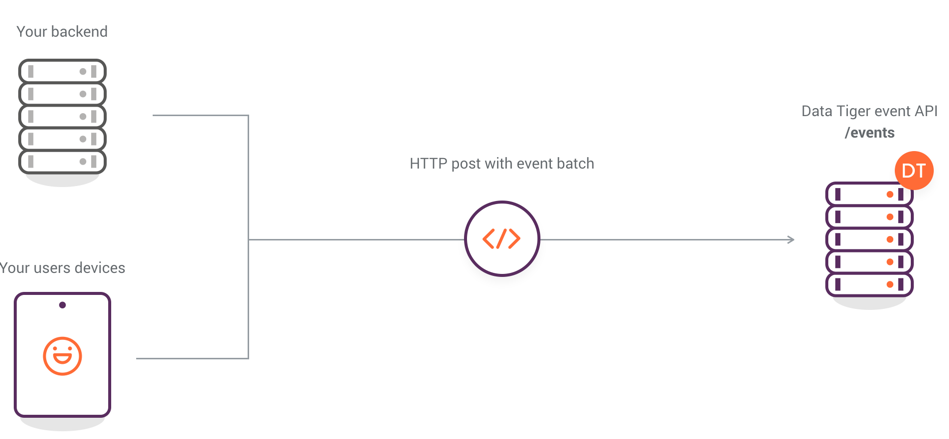 Your backend
Data Tiger event API
/events
HTTP post with event batch
DT
</>
Your users devices